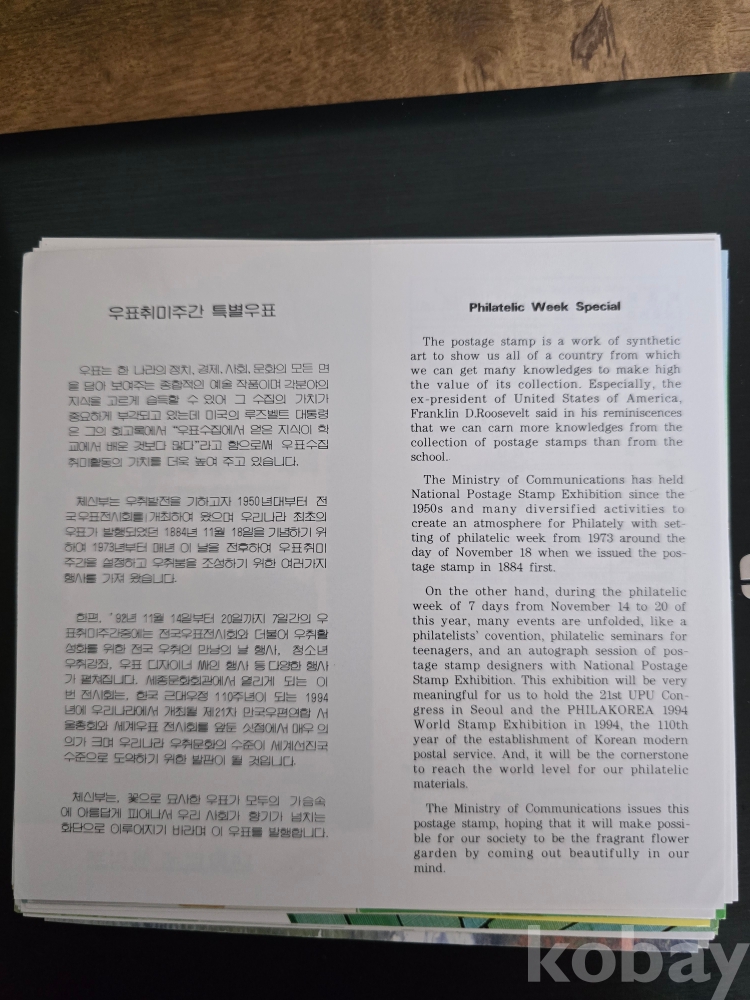 우표취미주간 특별우표
우표는 한 나라의 정치, 경제, 사회, 문화의 모든 면
을 담아 보여주는 종합적인 예술 작품이며 각분야의
지식을 고르게 습득할 수 있어 그 수집의 가치가
중요하게 부각되고 있는데 미국의 루즈벨트 대통령
은 그의 회고록에서 “우표수집에서 얻은 지식이 학
교에서 배운 것보다 많다”라고 함으로써 우표수집
취미활동의 가치를 더욱 높여 주고 있습니다.
체신부는 우취발전을 기하고자 1950년대부터 전
국우표전시회를 개최하여 왔으며 우리나라 최초의
우표가 발행되었던 1884년 11월 18일을 기념하기 위
하여 1973년부터 매년 이 날을 전후하여 우표취미
주간을 설정하고 우취붐을 조성하기 위한 여러가지
행사를 가져 왔습니다.
한편, '92년 11월 14일부터 20일까지 7일간의 우
표취미주간중에는 전국우표전시회와 더불어 우취활
성화를 위한 전국 우취인 만남의 날 행사, 청소년
우취강좌, 우표 디자이너 싸인 행사 등 다양한 행사
가 펼쳐집니다. 세종문화회관에서 열리게 되는 이
번 전시회는, 한국 근대우정 110주년이 되는 1994
년에 우리나라에서 개최될 제21차 만국우편연합 서
울총회와 세계우표 전시회를 앞둔 싯점에서 매우 의
의가 크며 우리나라 우취문화의 수준이 세계선진국
수준으로 도약하기 위한 발판이 될 것입니다.
체신부는, 꽃으로 묘사한 우표가 모두의 가슴속
에 아름답게 피어나서 우리 사회가 향기가 넘치는
화단으로 이루어지기 바라며 이 우표를 발행합니다.
Philatelic Week Special
The postage stamp is a work of synthetic
art to show us all of a country from which
we can get many knowledges to make high
the value of its collection. Especially, the
ex-president of United States of America,
Franklin D.Roosevelt said in his reminiscences
that we can carn more knowledges from the
collection of postage stamps than from the
school.
The Ministry of Communications has held
National Postage Stamp Exhibition since the
1950s and many diversified activities to
create an atmosphere for Philately with set-
ting of philatelic week from 1973 around the
day of November 18 when we issued the pos-
tage stamp in 1884 first.
On the other hand, during the philatelic
week of 7 days from November 14 to 20 of
this year, many events are unfolded, like a
philatelists' covention, philatelic seminars for
teenagers, and an autograph session of pos-
tage stamp designers with National Postage
Stamp Exhibition. This exhibition will be very
meaningful for us to hold the 21st UPU Con-
gress in Seoul and the PHILAKOREA 1994
World Stamp Exhibition in 1994, the 110th
year of the establishment of Korean modern
postal service. And, it will be the cornerstone
to reach the world level for our philatelic
materials.
The Ministry of Communications issues this
postage stamp, hoping that it will make possi-
ble for our society to be the fragrant flower
garden by coming out beautifully in our
mind.
kobay